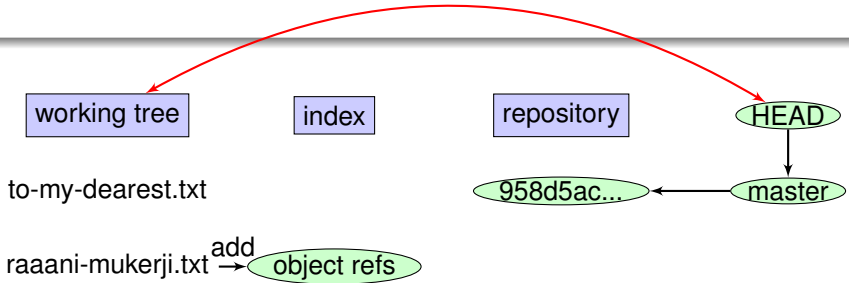 working tree index repository HEAD
to-my-dearest.txt 958d5ac... master
add
raaani-mukerji.txt object refs